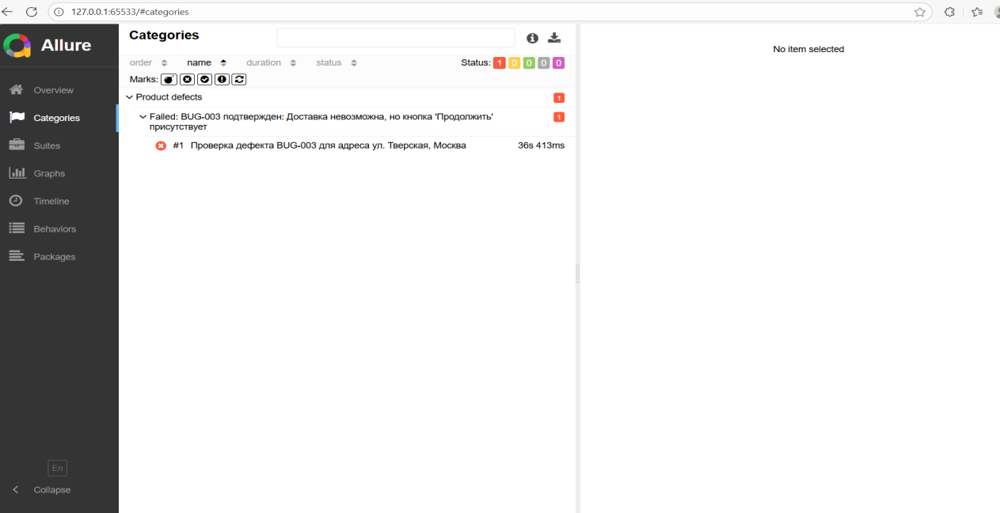 127.0.0.1:65533/#categories
Allure
Overview
Categories
Suites
Graphs
Timeline
Behaviors
Packages
En
Collapse
Categories
order name duration status Status: 1 0 0 0 0
Marks:
Product defects 1
Failed: BUG-003 подтвержден: Доставка невозможна, но кнопка 'Продолжить' 1
присутствует
#1 Проверка дефекта BUG-003 для адреса ул. Тверская, Москва 36s 413ms
No item selected